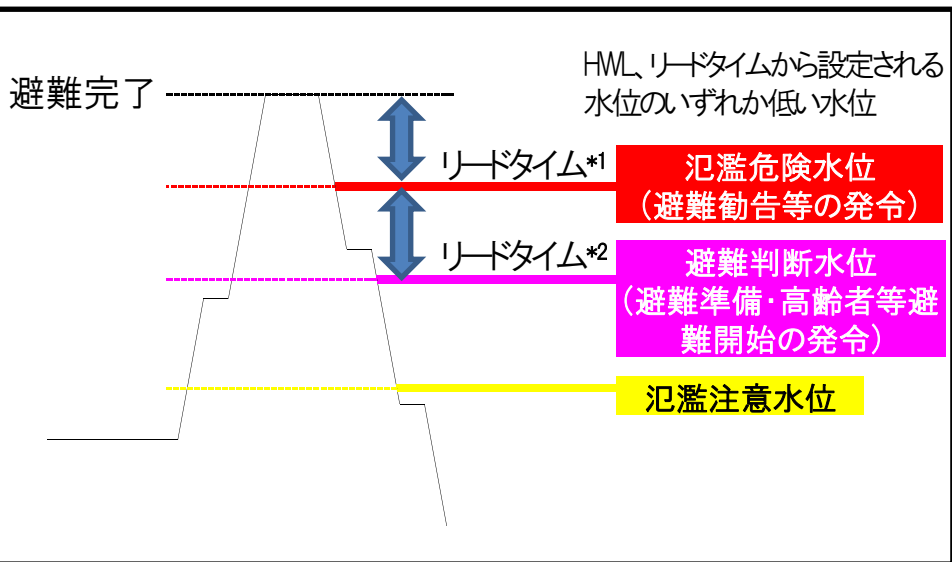 HWL、リードタイムから設定される
水位のいずれか低い水位
避難完了
リードタイム*1
氾濫危険水位
（避難勧告等の発令）
リードタイム*2
避難判断水位
（避難準備・高齢者等避
難開始の発令）
氾濫注意水位